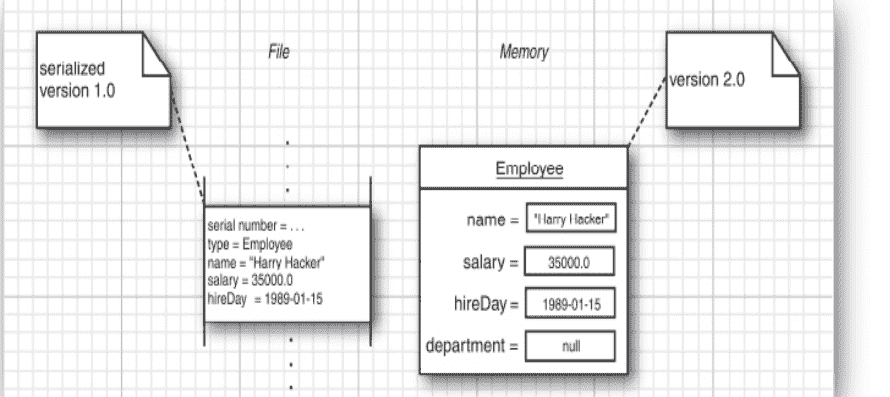 serialized
version 1.0
File
Memory
version 2.0
serial number = . . .
type = Employee
name = "Harry Hacker"
salary = 35000.0
hireDay = 1989-01-15
Employee
name = "Harry Hacker"
salary = 35000.0
hireDay = 1989-01-15
department = null